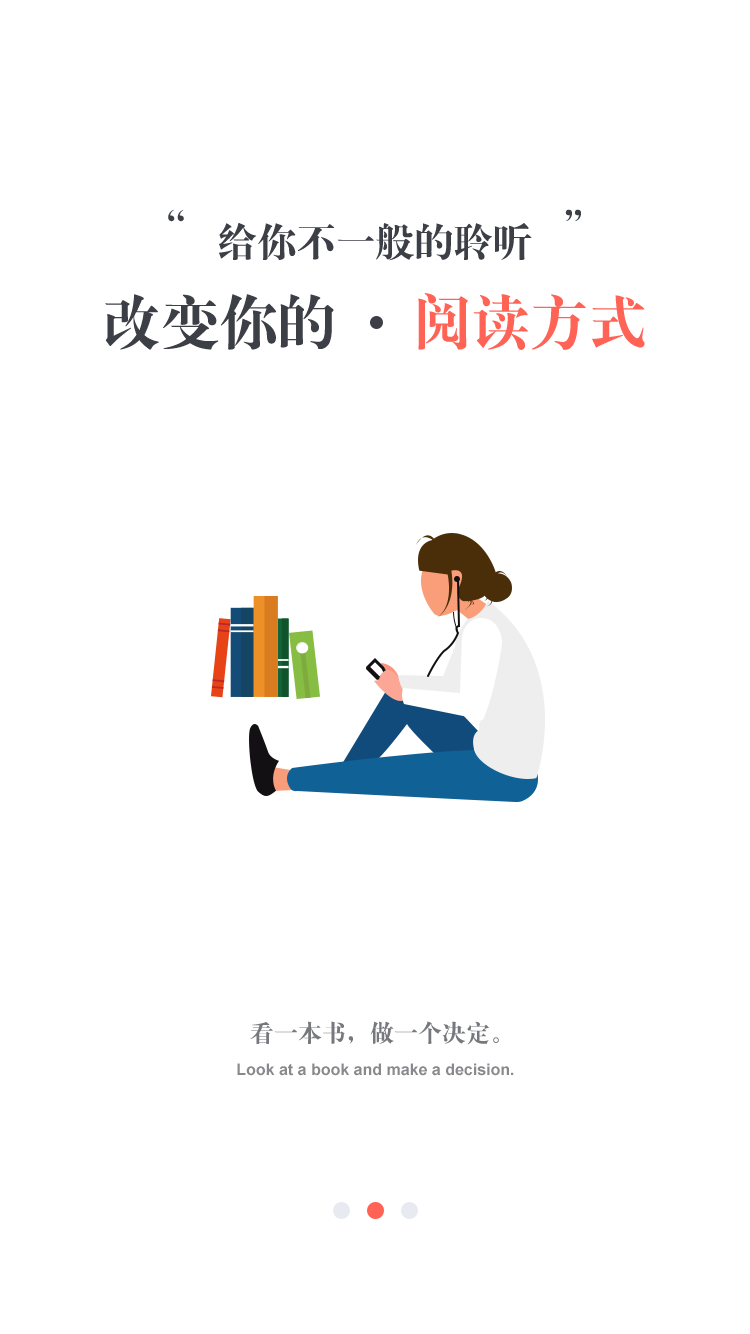 “ 给你不一般的聆听 ”
改变你的 · 阅读方式
看一本书，做一个决定。
Look at a book and make a decision.